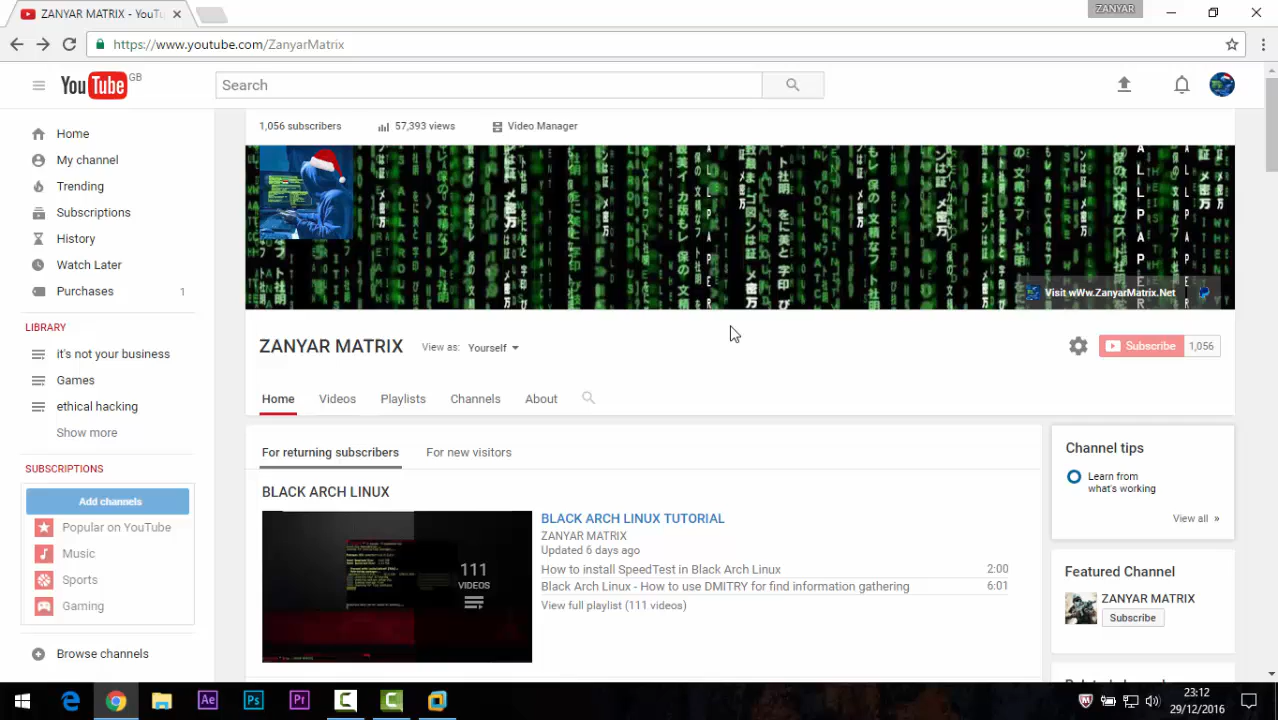 ZANYAR MATRIX - YouTu
ZANYAR
https://www.youtube.com/ZanyarMatrix
YouTube GB
Search
1,056 subscribers
57,393 views
Video Manager
Home
My channel
Trending
Subscriptions
History
Watch Later
Purchases 1
LIBRARY
it's not your business
Games
ethical hacking
Show more
SUBSCRIPTIONS
Add channels
Popular on YouTube
Music
Sports
Gaming
Browse channels
Visit wWw.ZanyarMatrix.Net
ZANYAR MATRIX
View as: Yourself
Subscribe 1,056
Home Videos Playlists Channels About
For returning subscribers For new visitors
BLACK ARCH LINUX
111
VIDEOS
BLACK ARCH LINUX TUTORIAL
ZANYAR MATRIX
Updated 6 days ago
How to install SpeedTest in Black Arch Linux 2:00
Black Arch Linux - How to use DMITRY for find information gathering 6:01
View full playlist (111 videos)
Channel tips
Learn from
what's working
View all »
Featured Channel
ZANYAR MATRIX
Subscribe
Ae Ps Pr
23:12
29/12/2016